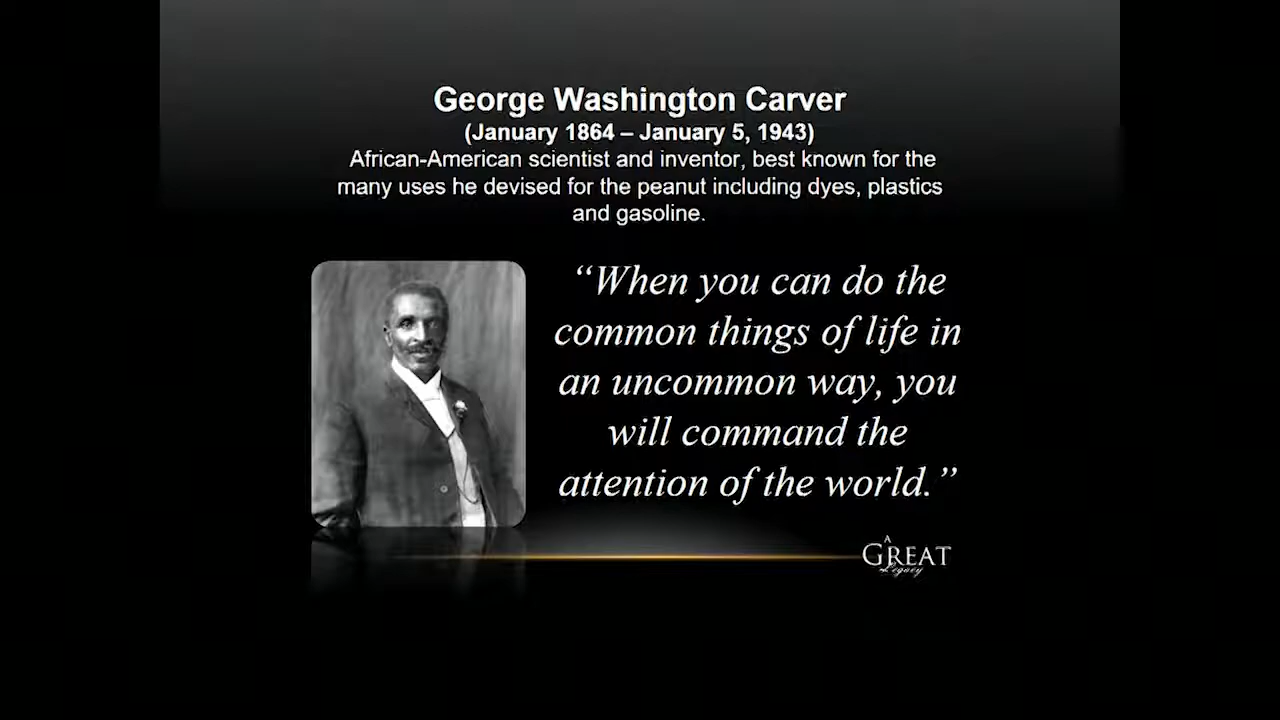 George Washington Carver
(January 1864 – January 5, 1943)
African-American scientist and inventor, best known for the
many uses he devised for the peanut including dyes, plastics
and gasoline.
“When you can do the
common things of life in
an uncommon way, you
will command the
attention of the world.”
A
GREAT
Legacy